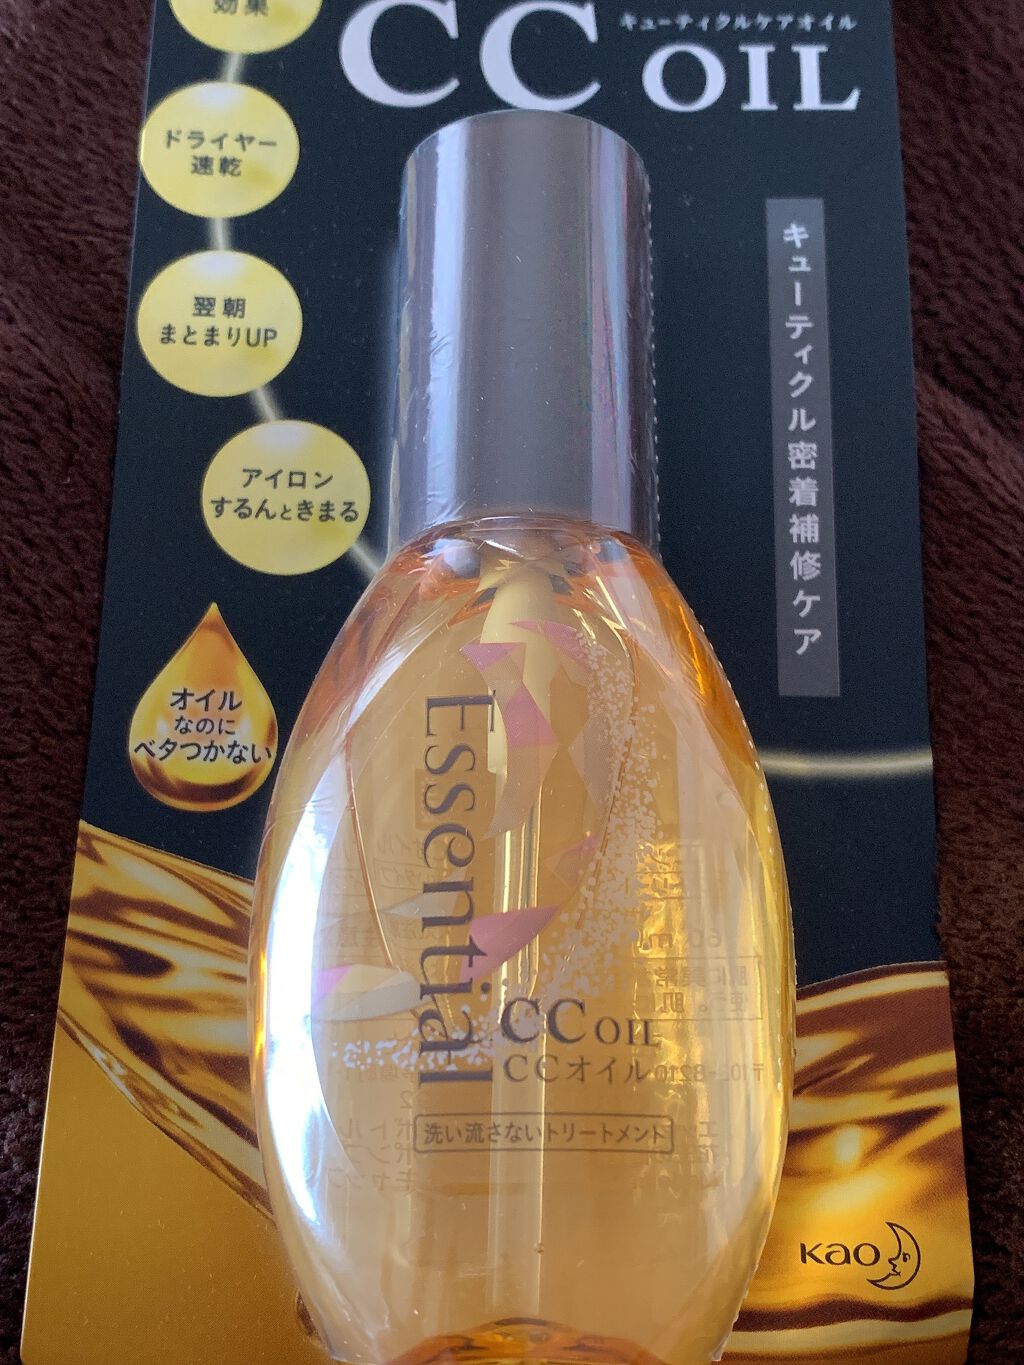 効果
CC OIL
キューティクルケアオイル
ドライヤー
速乾
翌朝
まとまりUP
アイロン
するんときまる
オイル
なのに
ベタつかない
キューティクル密着補修ケア
Essential
CC OIL
CCオイル
洗い流さないトリートメント
〒103-8210
Kao